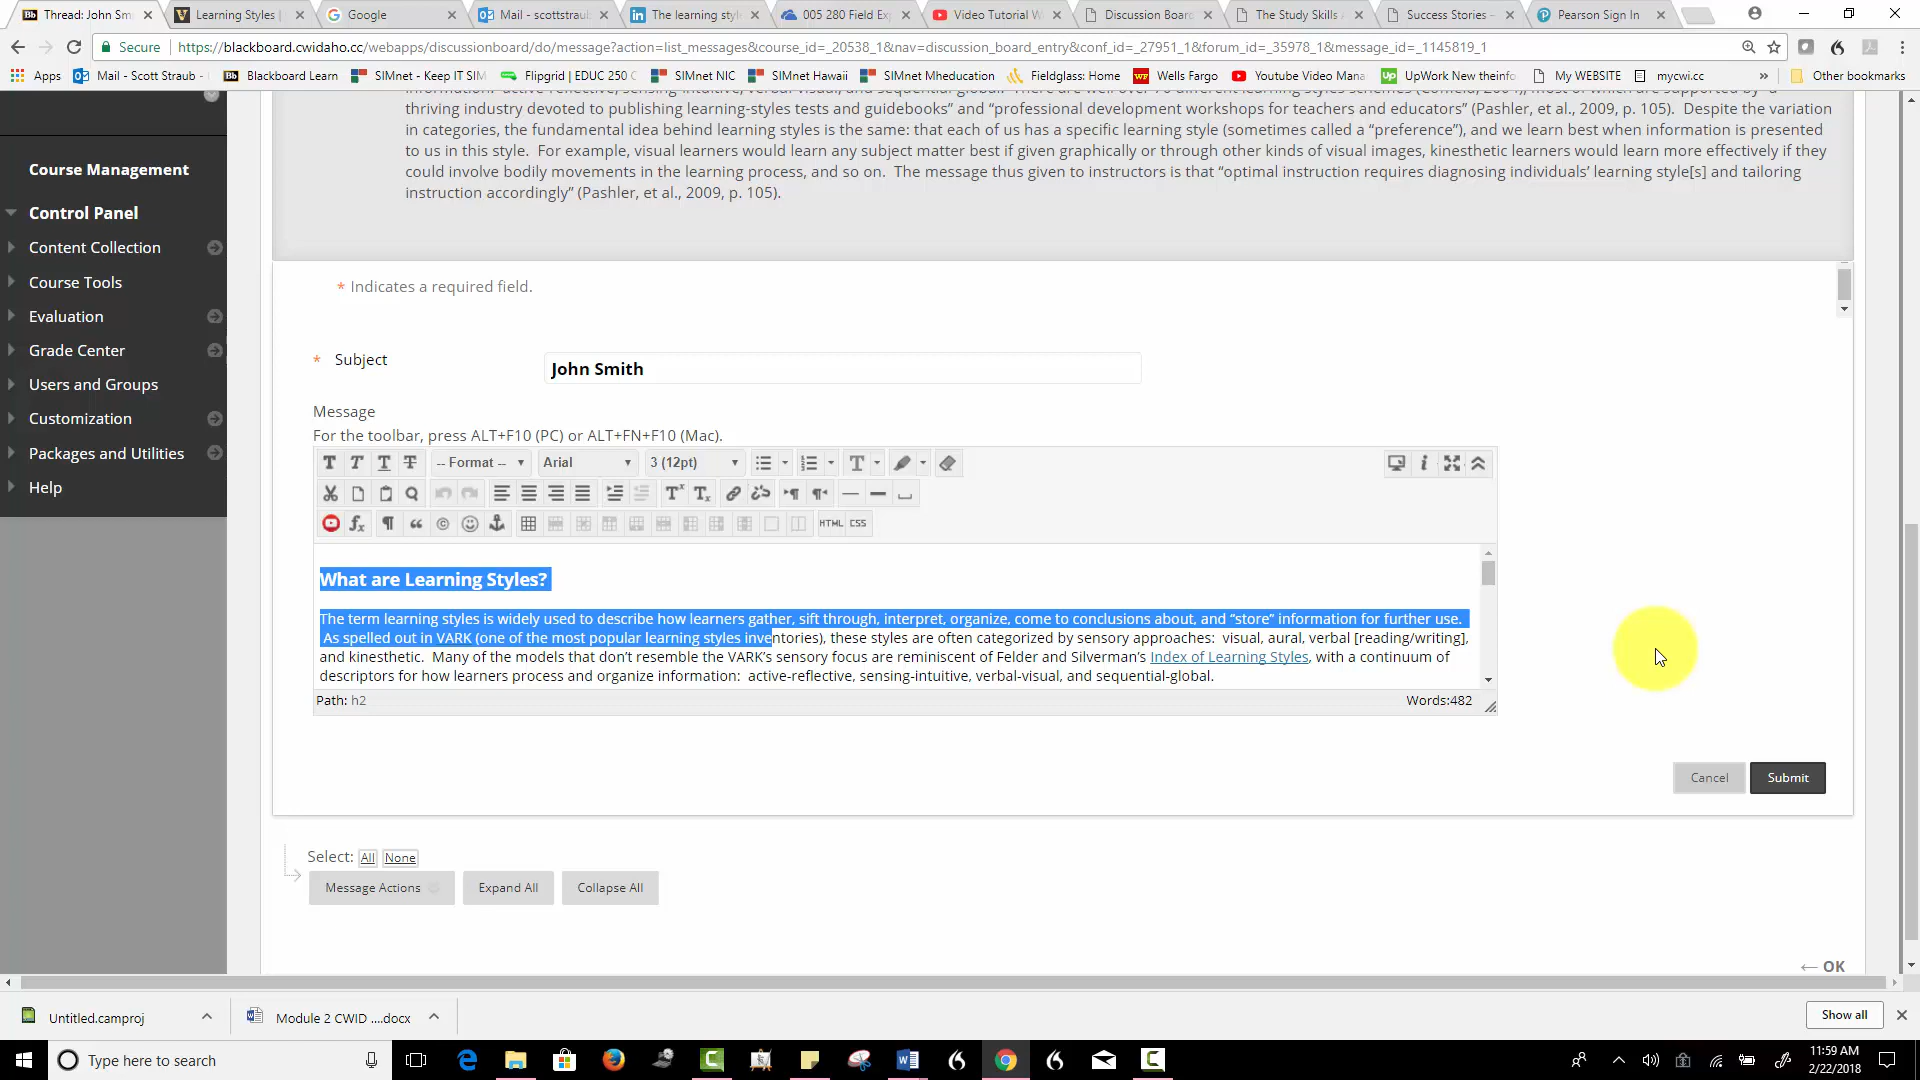 Thread: John Sm
Learning Styles |
Google
Mail - scottstraub
The learning style
005 280 Field Exp
Video Tutorial W
Discussion Board
The Study Skills
Success Stories –
Pearson Sign In
Secure
https://blackboard.cwidaho.cc/webapps/discussionboard/do/message?action=list_messages&course_id=_20538_1&nav=discussion_board_entry&conf_id=_27951_1&forum_id=_35978_1&message_id=_1145819_1
Apps
Mail - Scott Straub -
Blackboard Learn
SIMnet - Keep IT SIM
Flipgrid | EDUC 250 C
SIMnet NIC
SIMnet Hawaii
SIMnet Mheducation
Fieldglass: Home
Wells Fargo
Youtube Video Mana
UpWork New theinfo
My WEBSITE
mycwi.cc
»
Other bookmarks
thriving industry devoted to publishing learning-styles tests and guidebooks” and “professional development workshops for teachers and educators” (Pashler, et al., 2009, p. 105).  Despite the variation
in categories, the fundamental idea behind learning styles is the same: that each of us has a specific learning style (sometimes called a “preference”), and we learn best when information is presented
to us in this style.  For example, visual learners would learn any subject matter best if given graphically or through other kinds of visual images, kinesthetic learners would learn more effectively if they
could involve bodily movements in the learning process, and so on.  The message thus given to instructors is that “optimal instruction requires diagnosing individuals’ learning style[s] and tailoring
instruction accordingly” (Pashler, et al., 2009, p. 105).
Course Management
Control Panel
Content Collection
Course Tools
Evaluation
Grade Center
Users and Groups
Customization
Packages and Utilities
Help
* Indicates a required field.
* Subject
John Smith
Message
For the toolbar, press ALT+F10 (PC) or ALT+FN+F10 (Mac).
T T T T -- Format -- Arial 3 (12pt) T
HTML CSS
What are Learning Styles?
The term learning styles is widely used to describe how learners gather, sift through, interpret, organize, come to conclusions about, and “store” information for further use.
As spelled out in VARK (one of the most popular learning styles inventories), these styles are often categorized by sensory approaches:  visual, aural, verbal [reading/writing],
and kinesthetic.  Many of the models that don’t resemble the VARK’s sensory focus are reminiscent of Felder and Silverman’s Index of Learning Styles, with a continuum of
descriptors for how learners process and organize information:  active-reflective, sensing-intuitive, verbal-visual, and sequential-global.
Path: h2
Words:482
Cancel
Submit
Select: All None
Message Actions
Expand All
Collapse All
← OK
Untitled.camproj
Module 2 CWID ....docx
Show all
Type here to search
11:59 AM
2/22/2018